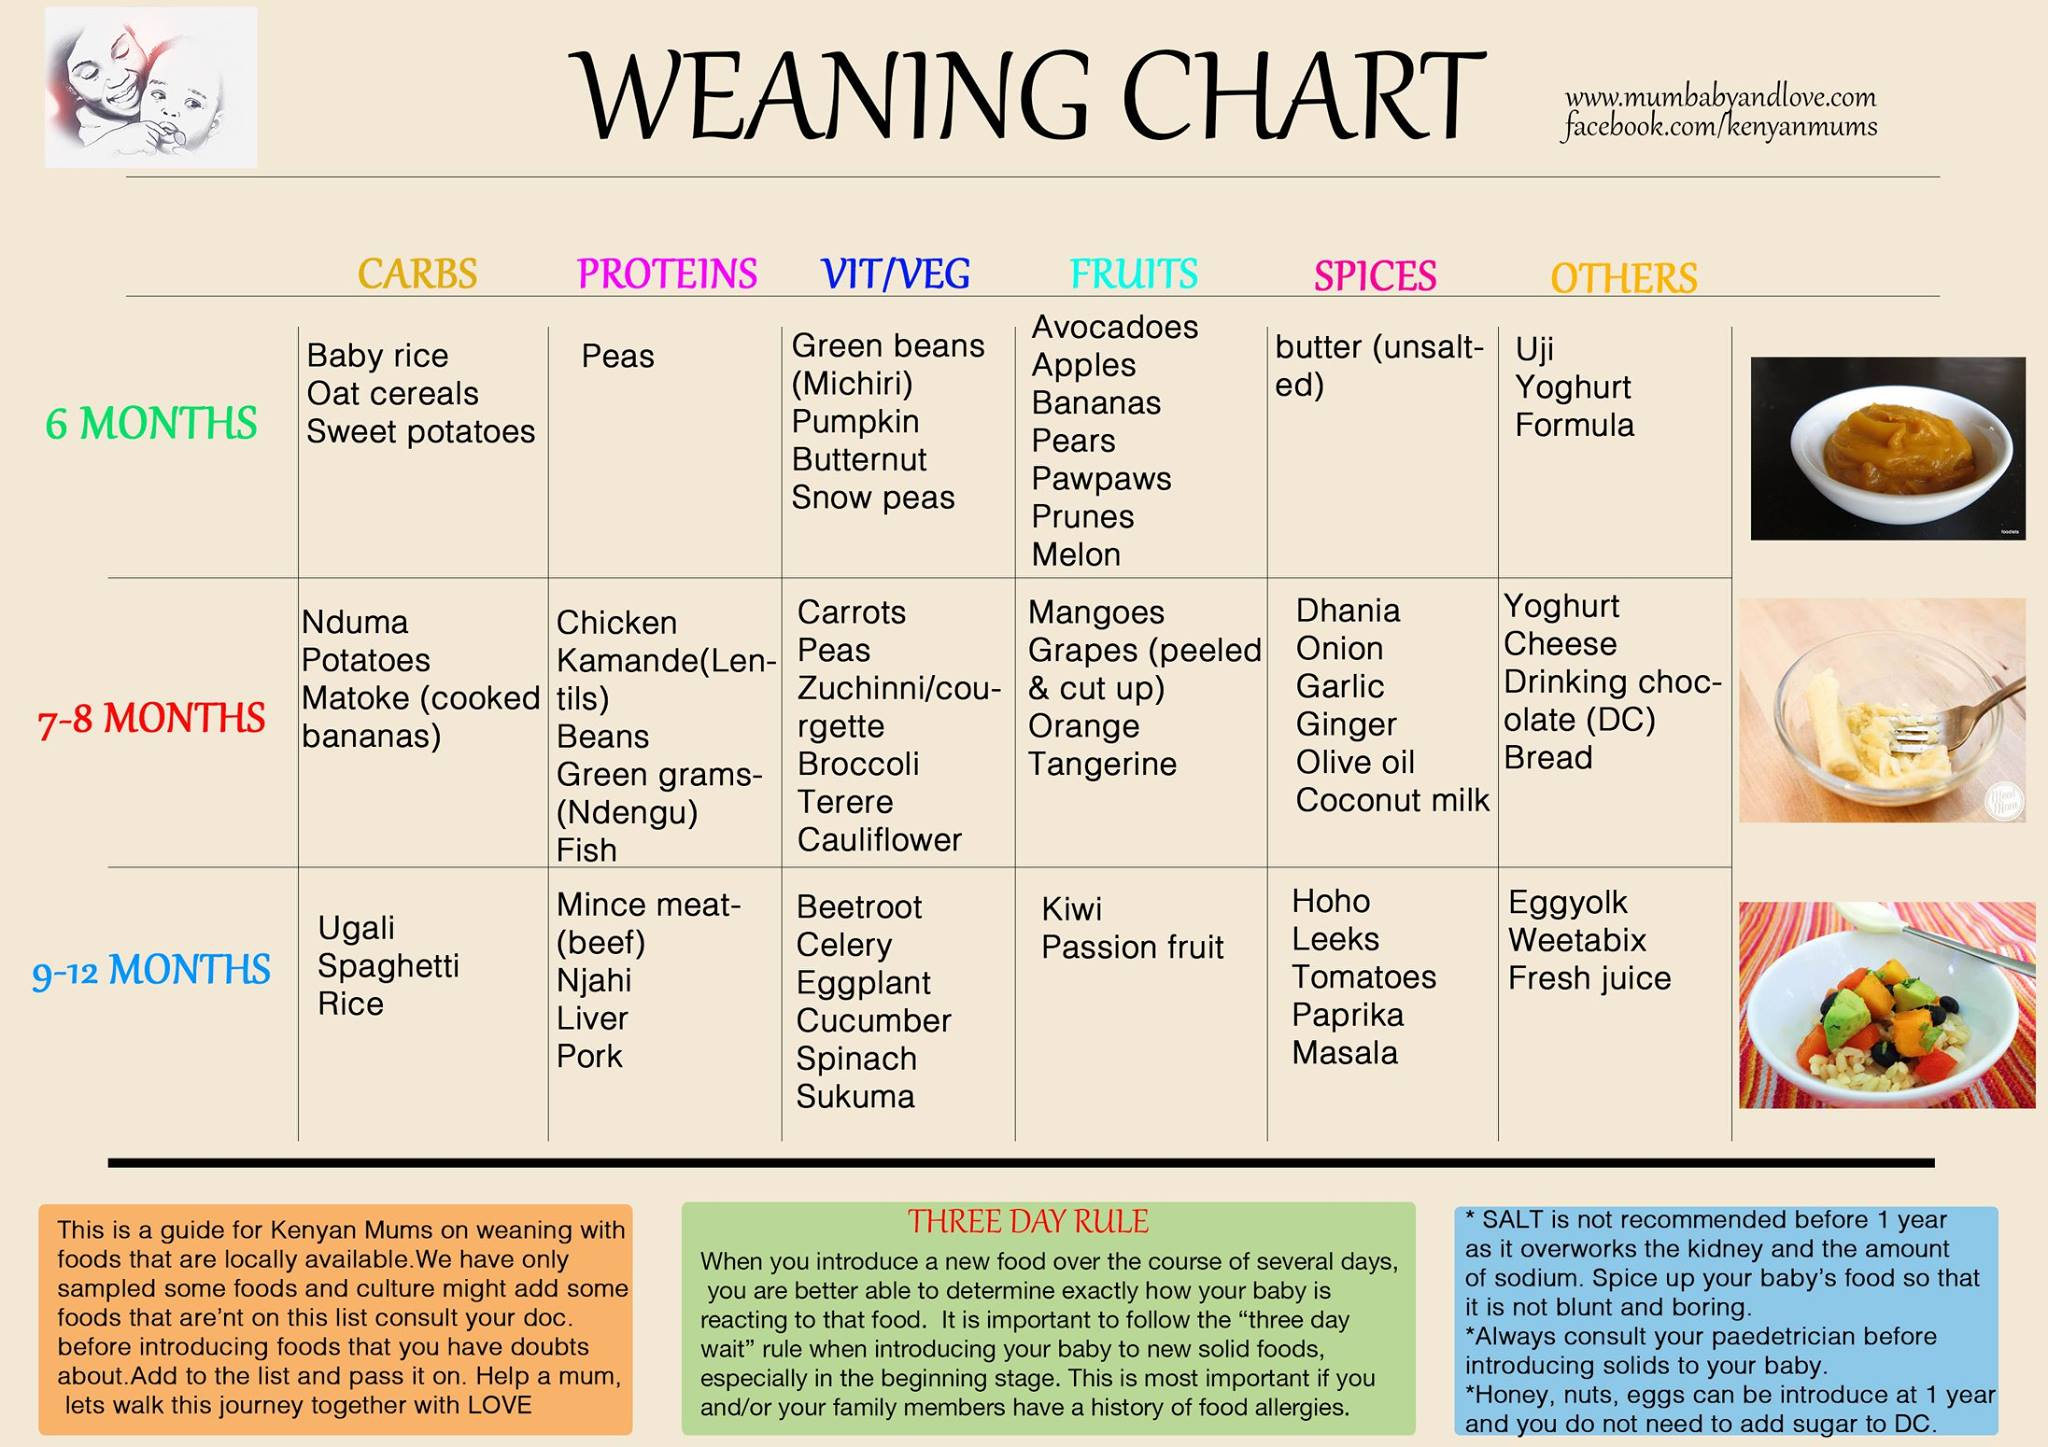 WEANING CHART
www.mumbabyandlove.com
facebook.com/kenyanmums
CARBS
PROTEINS
VIT/VEG
FRUITS
SPICES
OTHERS
6 MONTHS
Baby rice
Oat cereals
Sweet potatoes
Peas
Green beans
(Michiri)
Pumpkin
Butternut
Snow peas
Avocadoes
Apples
Bananas
Pears
Pawpaws
Prunes
Melon
butter (unsalt-
ed)
Uji
Yoghurt
Formula
7-8 MONTHS
Nduma
Potatoes
Matoke (cooked
bananas)
Chicken
Kamande(Len-
tils)
Beans
Green grams-
(Ndengu)
Fish
Carrots
Peas
Zuchinni/cou-
rgette
Broccoli
Terere
Cauliflower
Mangoes
Grapes (peeled
& cut up)
Orange
Tangerine
Dhania
Onion
Garlic
Ginger
Olive oil
Coconut milk
Yoghurt
Cheese
Drinking choc-
olate (DC)
Bread
9-12 MONTHS
Ugali
Spaghetti
Rice
Mince meat-
(beef)
Njahi
Liver
Pork
Beetroot
Celery
Eggplant
Cucumber
Spinach
Sukuma
Kiwi
Passion fruit
Hoho
Leeks
Tomatoes
Paprika
Masala
Eggyolk
Weetabix
Fresh juice
This is a guide for Kenyan Mums on weaning with
foods that are locally available.We have only
sampled some foods and culture might add some
foods that are'nt on this list consult your doc.
before introducing foods that you have doubts
about.Add to the list and pass it on. Help a mum,
lets walk this journey together with LOVE
THREE DAY RULE
When you introduce a new food over the course of several days,
you are better able to determine exactly how your baby is
reacting to that food.  It is important to follow the “three day
wait” rule when introducing your baby to new solid foods,
especially in the beginning stage. This is most important if you
and/or your family members have a history of food allergies.
* SALT is not recommended before 1 year
as it overworks the kidney and the amount
of sodium. Spice up your baby's food so that
it is not blunt and boring.
*Always consult your paedetrician before
introducing solids to your baby.
*Honey, nuts, eggs can be introduce at 1 year
and you do not need to add sugar to DC.